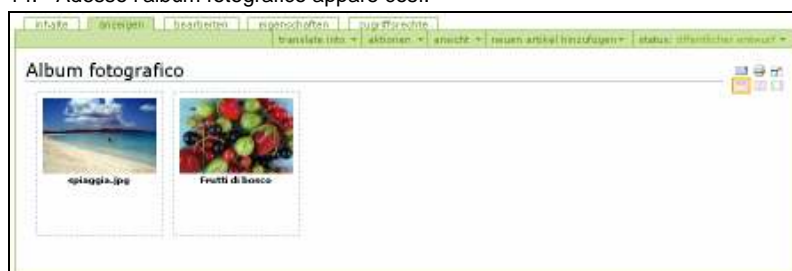 14. Adesso l'album fotografico appare così:
inhalte anzeigen bearbeiten eigenschaften zugriffsrechte
translate into aktionen ansicht neuen artikel hinzufügen status: öffentlicher entwurf
Album fotografico
spiaggia.jpg Frutti di bosco